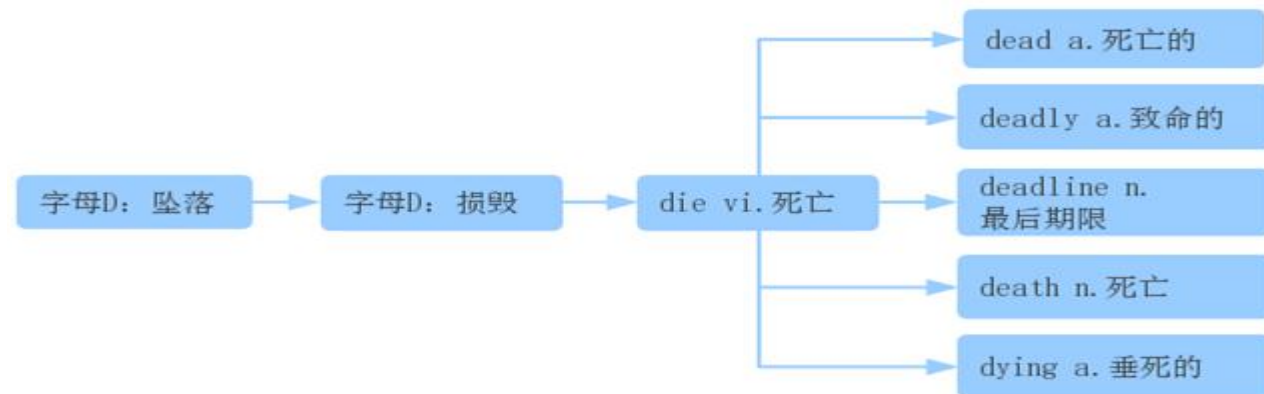 字母D: 坠落
字母D: 损毁
die vi.死亡
dead a.死亡的
deadly a.致命的
deadline n.
最后期限
death n.死亡
dying a.垂死的